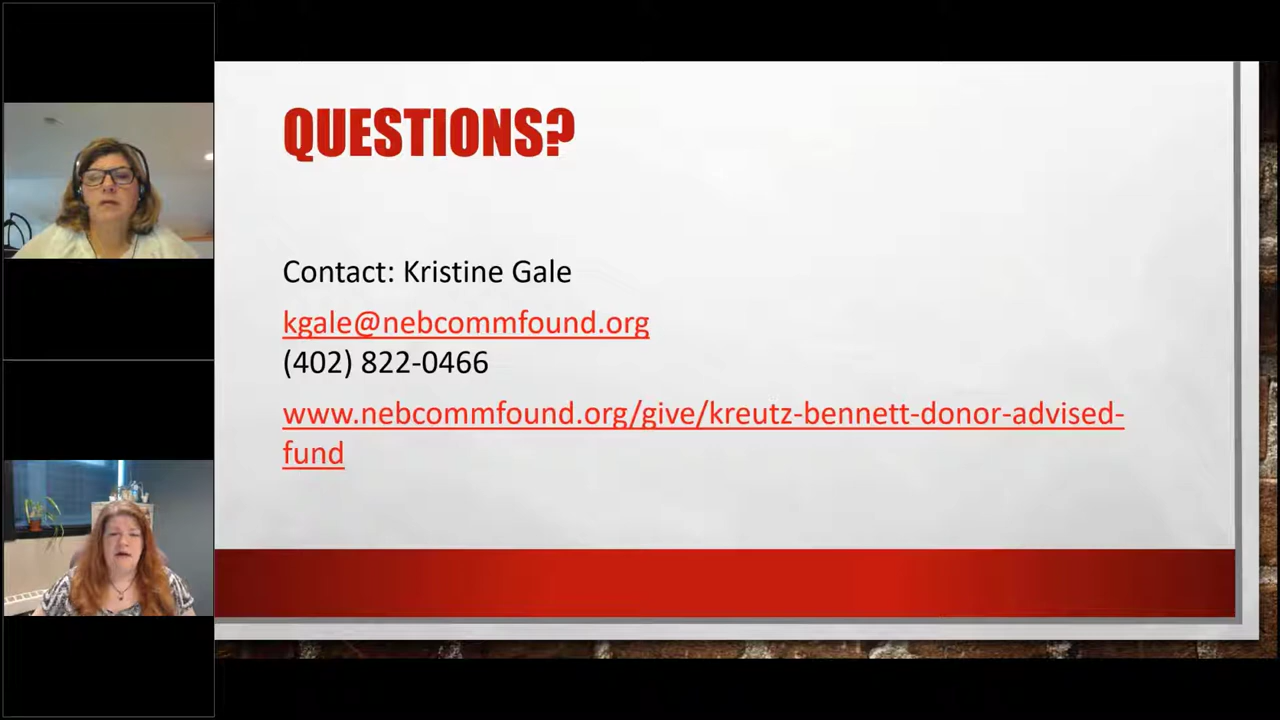 QUESTIONS?
Contact: Kristine Gale
kgale@nebcommfound.org
(402) 822-0466
www.nebcommfound.org/give/kreutz-bennett-donor-advised-
fund